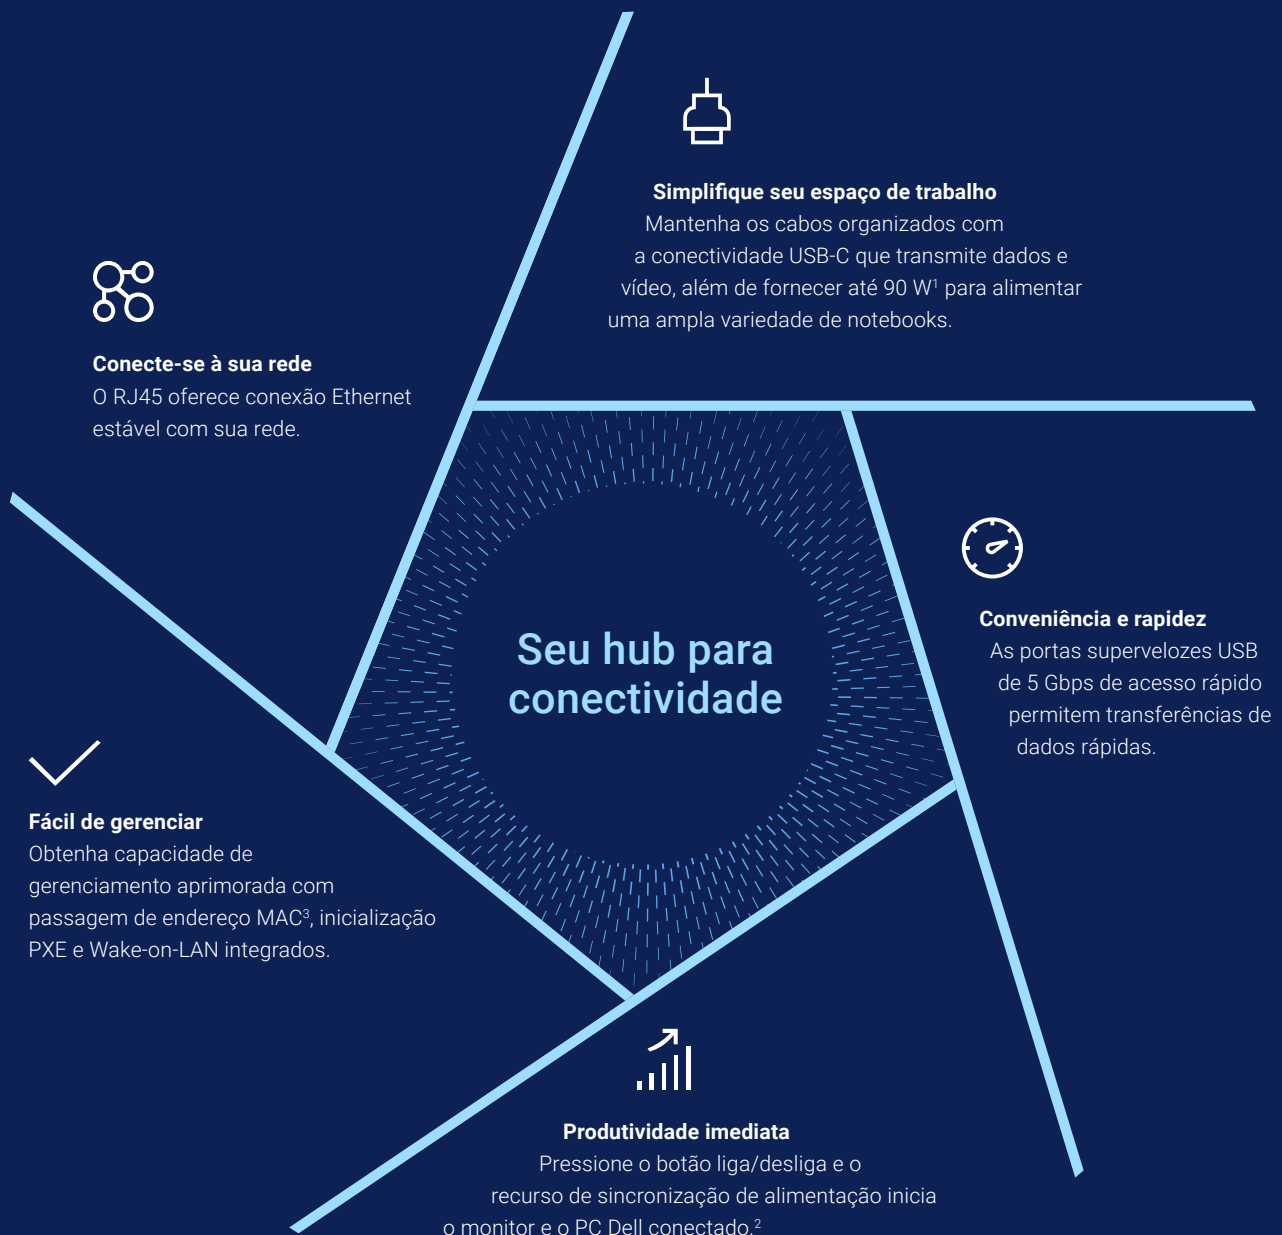 Simplifique seu espaço de trabalho
Mantenha os cabos organizados com
a conectividade USB-C que transmite dados e
vídeo, além de fornecer até 90 W¹ para alimentar
uma ampla variedade de notebooks.
Conecte-se à sua rede
O RJ45 oferece conexão Ethernet
estável com sua rede.
Seu hub para
conectividade
Conveniência e rapidez
As portas supervelozes USB
de 5 Gbps de acesso rápido
permitem transferências de
dados rápidas.
Fácil de gerenciar
Obtenha capacidade de
gerenciamento aprimorada com
passagem de endereço MAC³, inicialização
PXE e Wake-on-LAN integrados.
Produtividade imediata
Pressione o botão liga/desliga e o
recurso de sincronização de alimentação inicia
o monitor e o PC Dell conectado.²